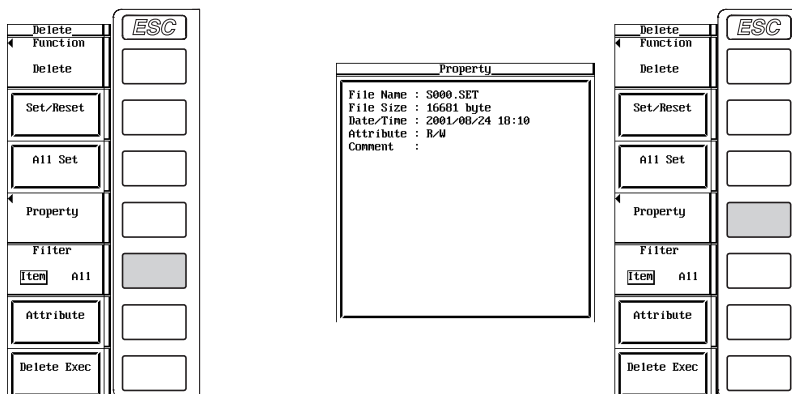 Delete
Function
Delete
Set/Reset
All Set
Property
Filter
Item All
Attribute
Delete Exec
ESC
Property
File Name : S000.SET
File Size : 16681 byte
Date/Time : 2001/08/24 18:10
Attribute : R/W
Comment :
Delete
Function
Delete
Set/Reset
All Set
Property
Filter
Item All
Attribute
Delete Exec
ESC